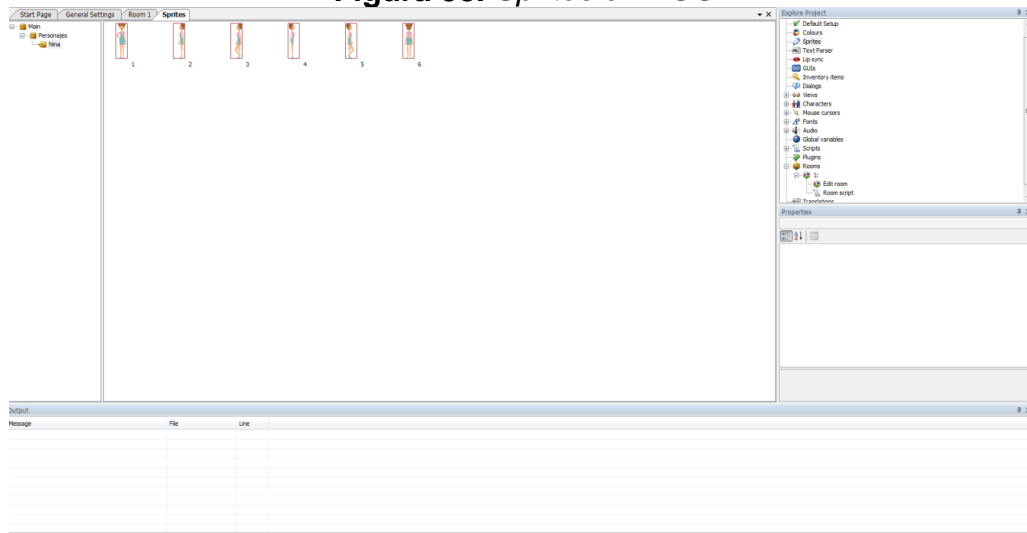 Start Page General Settings Room 1 Sprites
Main
Personajes
Nina
1 2 3 4 5 6
Explore Project
Default Setup
Colours
Sprites
Text Parser
Lip sync
GUIs
Inventory items
Dialogs
Views
Characters
Mouse cursors
Fonts
Audio
Global variables
Scripts
Plugins
Rooms
1:
Edit room
Room script
Translations
Properties
Output
Message File Line